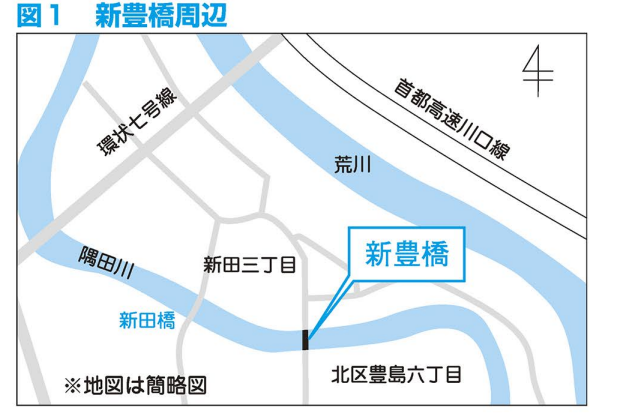 図1 新豊橋周辺
環状七号線
首都高速川口線
荒川
隅田川
新田三丁目
新豊橋
新田橋
北区豊島六丁目
※地図は簡略図